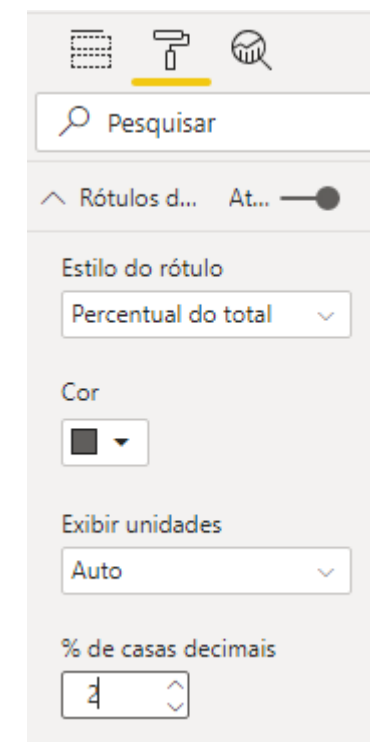 Pesquisar
Rótulos d... At...
Estilo do rótulo
Percentual do total
Cor
Exibir unidades
Auto
% de casas decimais
2